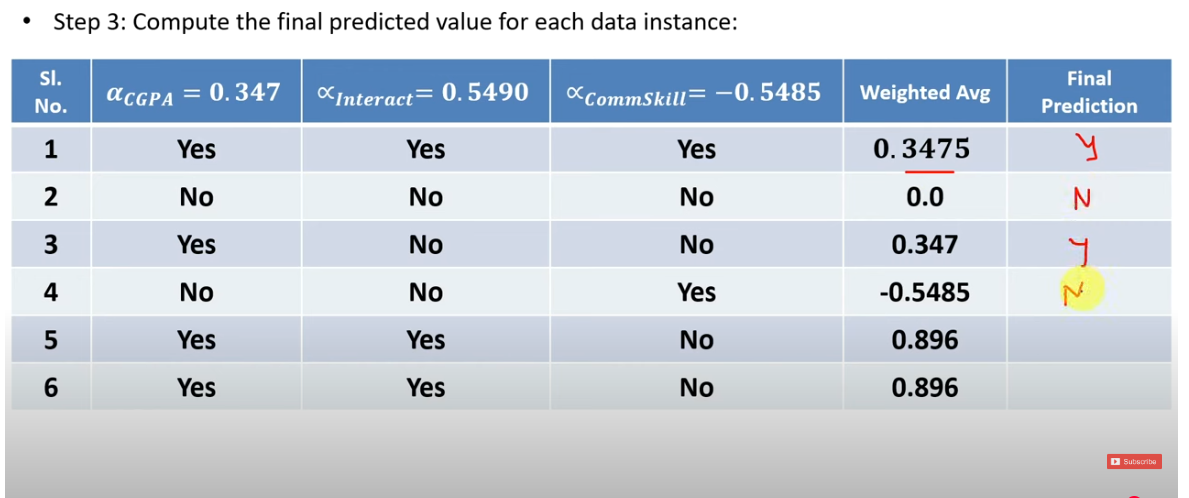 • Step 3: Compute the final predicted value for each data instance:
Sl. No. α_CGPA = 0.347 ∝_Interact= 0.5490 ∝_CommSkill= −0.5485 Weighted Avg Final Prediction
1 Yes Yes Yes 0.3475 Y
2 No No No 0.0 N
3 Yes No No 0.347 Y
4 No No Yes -0.5485 N
5 Yes Yes No 0.896
6 Yes Yes No 0.896
Subscribe